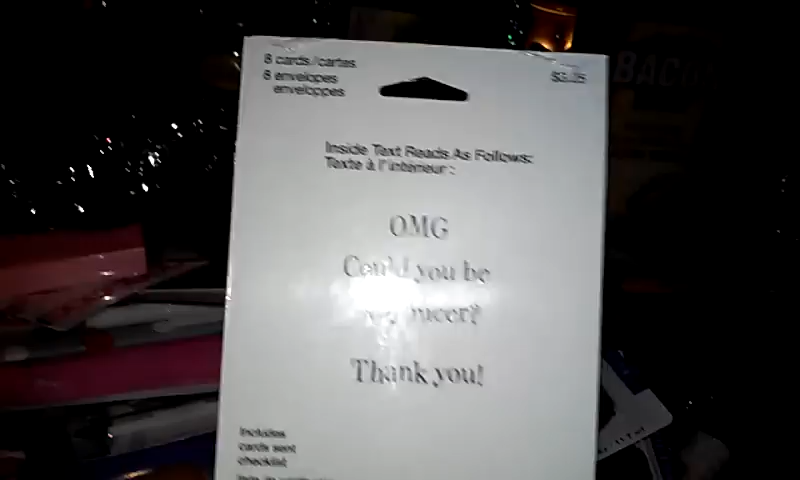 8 cards/cartes
8 enveloppes
enveloppes
Inside Text Reads As Follows:
Texte à l'intérieur :
OMG
Could you be
nicer?
Thank you!
Includes
cards sent
checklist